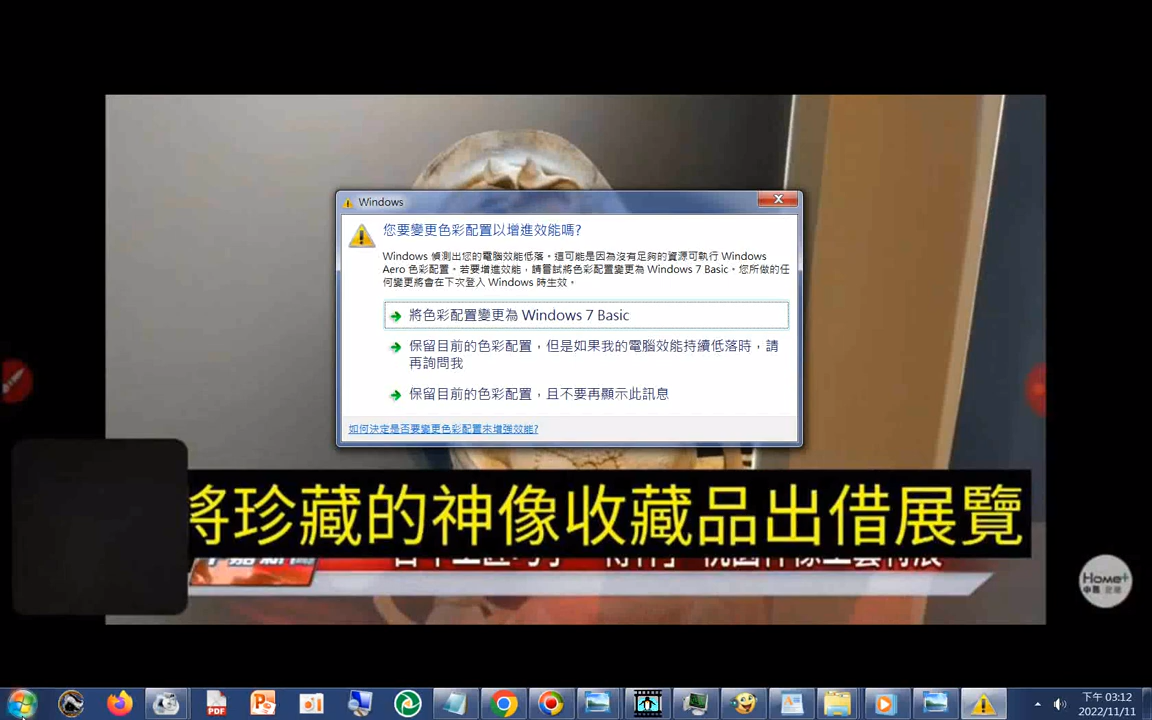 Windows
您要變更色彩配置以增進效能嗎?
Windows 偵測出您的電腦效能低落。這可能是因為沒有足夠的資源可執行 Windows
Aero 色彩配置。若要增進效能，請嘗試將色彩配置變更為 Windows 7 Basic。您所做的任
何變更將會在下次登入 Windows 時生效。
將色彩配置變更為 Windows 7 Basic
保留目前的色彩配置，但是如果我的電腦效能持續低落時，請
再詢問我
保留目前的色彩配置，且不要再顯示此訊息
如何決定是否要變更色彩配置來增強效能?
將珍藏的神像收藏品出借展覽
Home+
PDF
下午 03:12
2022/11/11